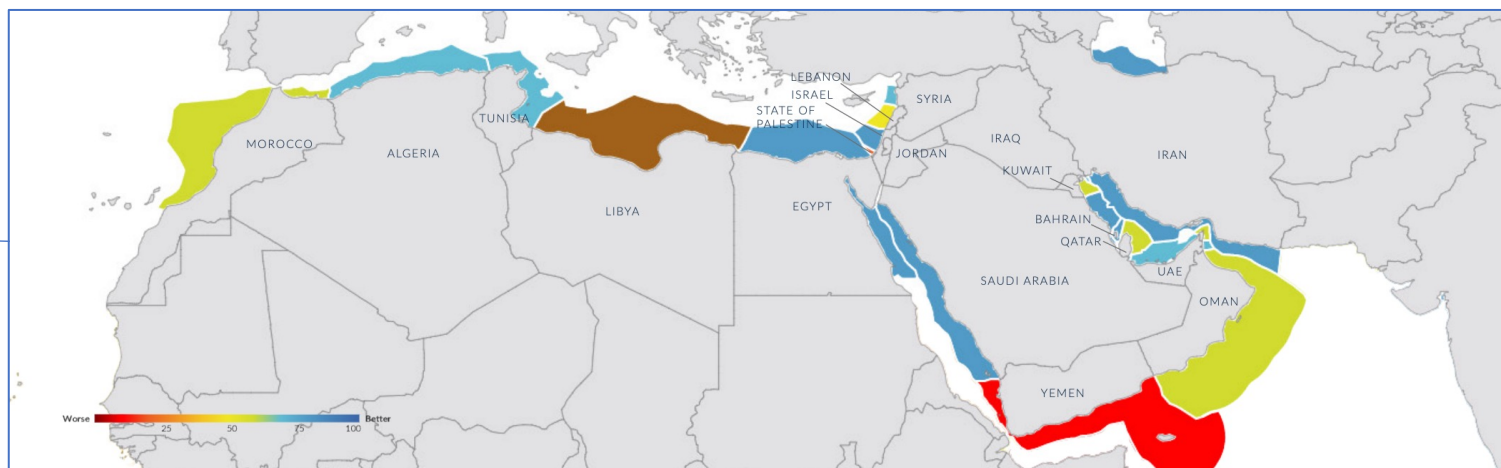 LEBANON
ISRAEL
SYRIA
STATE OF
PALESTINE
TUNISIA
MOROCCO
ALGERIA
JORDAN
IRAQ
IRAN
KUWAIT
LIBYA
EGYPT
BAHRAIN
QATAR
SAUDI ARABIA
UAE
OMAN
YEMEN
Worse
Better
25
50
75
100